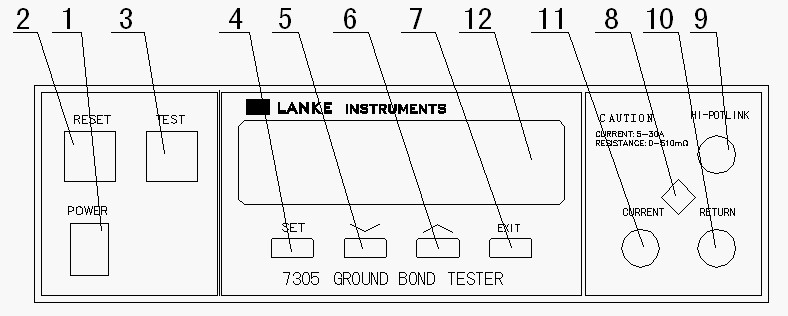 2 1 3 4 5 6 7 12 11 8 10 9
LANKE INSTRUMENTS
RESET TEST
CAUTION
HI-POTLINK
CURRENT: 5-30A
RESISTANCE: 0-510mΩ
POWER
CURRENT RETURN
SET EXIT
7305 GROUND BOND TESTER